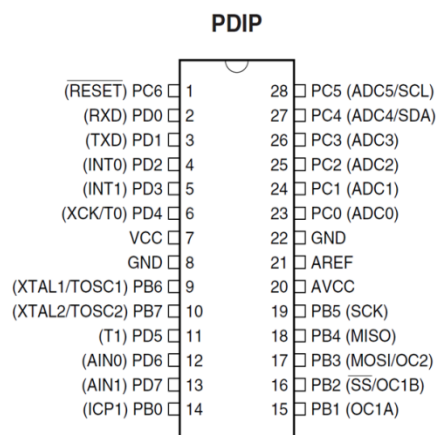 PDIP
(RESET) PC6 1 28 PC5 (ADC5/SCL)
(RXD) PD0 2 27 PC4 (ADC4/SDA)
(TXD) PD1 3 26 PC3 (ADC3)
(INT0) PD2 4 25 PC2 (ADC2)
(INT1) PD3 5 24 PC1 (ADC1)
(XCK/T0) PD4 6 23 PC0 (ADC0)
VCC 7 22 GND
GND 8 21 AREF
(XTAL1/TOSC1) PB6 9 20 AVCC
(XTAL2/TOSC2) PB7 10 19 PB5 (SCK)
(T1) PD5 11 18 PB4 (MISO)
(AIN0) PD6 12 17 PB3 (MOSI/OC2)
(AIN1) PD7 13 16 PB2 (SS/OC1B)
(ICP1) PB0 14 15 PB1 (OC1A)